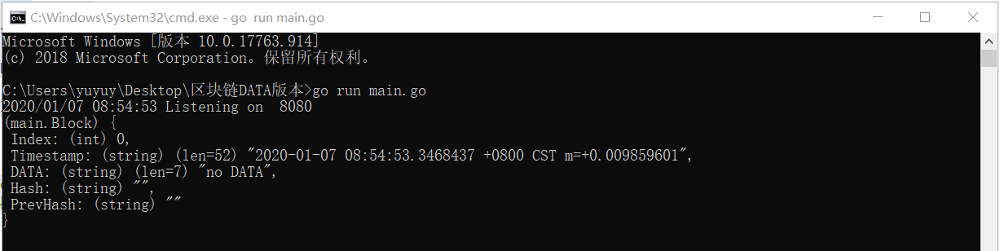 C:\Windows\System32\cmd.exe - go  run main.go
Microsoft Windows [版本 10.0.17763.914]
(c) 2018 Microsoft Corporation。保留所有权利。
C:\Users\yuyuy\Desktop\区块链DATA版本>go run main.go
2020/01/07 08:54:53 Listening on  8080
(main.Block) {
 Index: (int) 0,
 Timestamp: (string) (len=52) "2020-01-07 08:54:53.3468437 +0800 CST m=+0.009859601",
 DATA: (string) (len=7) "no DATA",
 Hash: (string) "",
 PrevHash: (string) ""
}